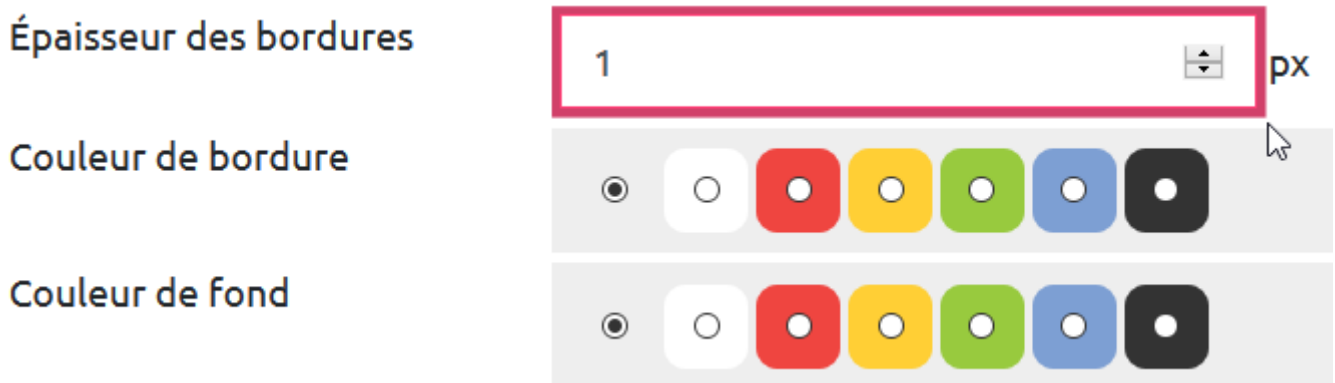 Épaisseur des bordures
1 px
Couleur de bordure
Couleur de fond